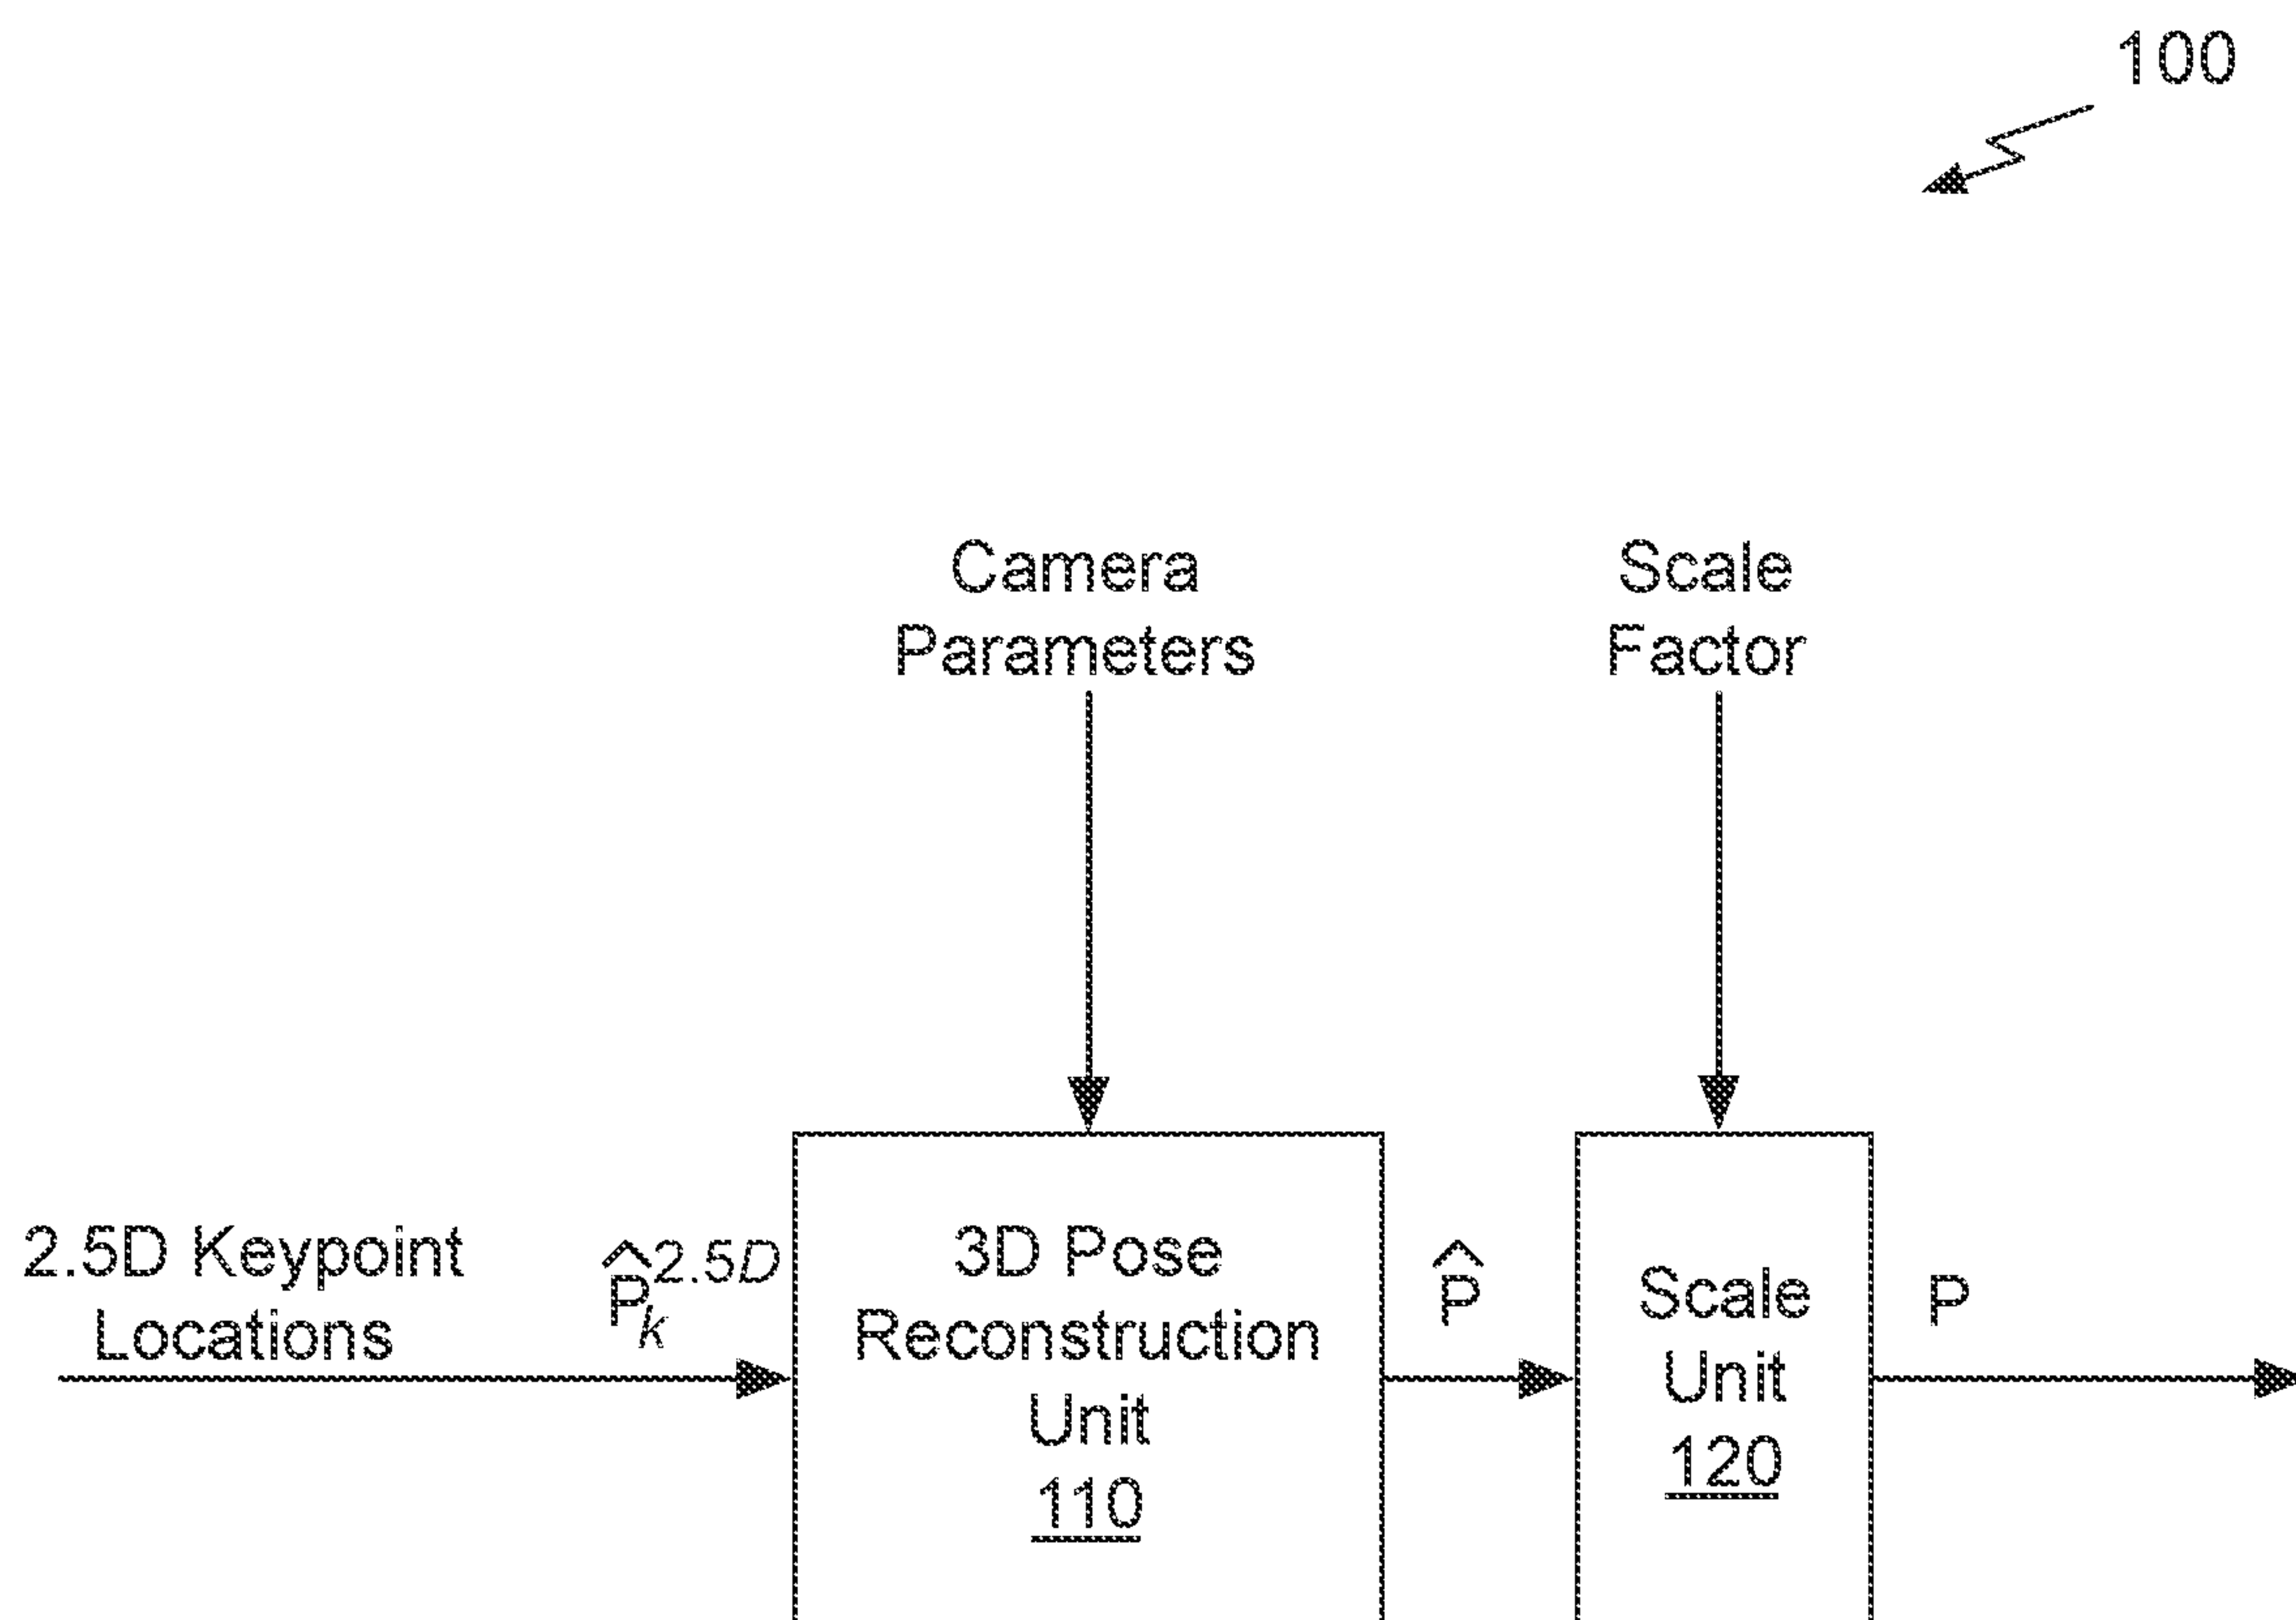 100
Camera
Parameters
Scale
Factor
2.5D Keypoint
Locations
P̂ₖ²·⁵ᴰ
3D Pose
Reconstruction
Unit
110
P̂
Scale
Unit
120
P